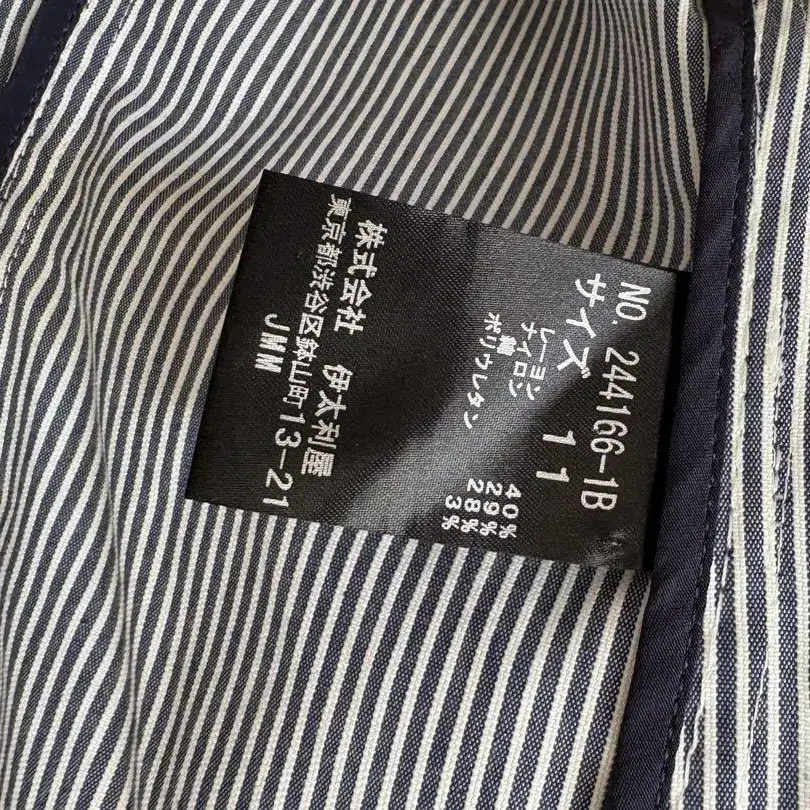 NO. 244166-1B
サイズ 11
レーヨン 40%
ナイロン 29%
綿 28%
ポリウレタン 3%
株式会社 伊太利屋
東京都渋谷区鉢山町13-21
JMM